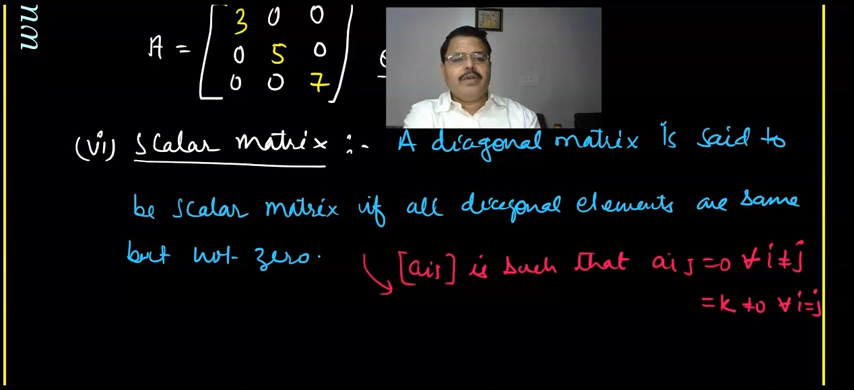 wu
A = [ 3 0 0
0 5 0
0 0 7 ]
(vi) Scalar matrix :- A diagonal matrix is said to
be scalar matrix if all diagonal elements are same
but not zero.
[aij] is such that aij = 0 ∀ i ≠ j
= k ≠ 0 ∀ i = j